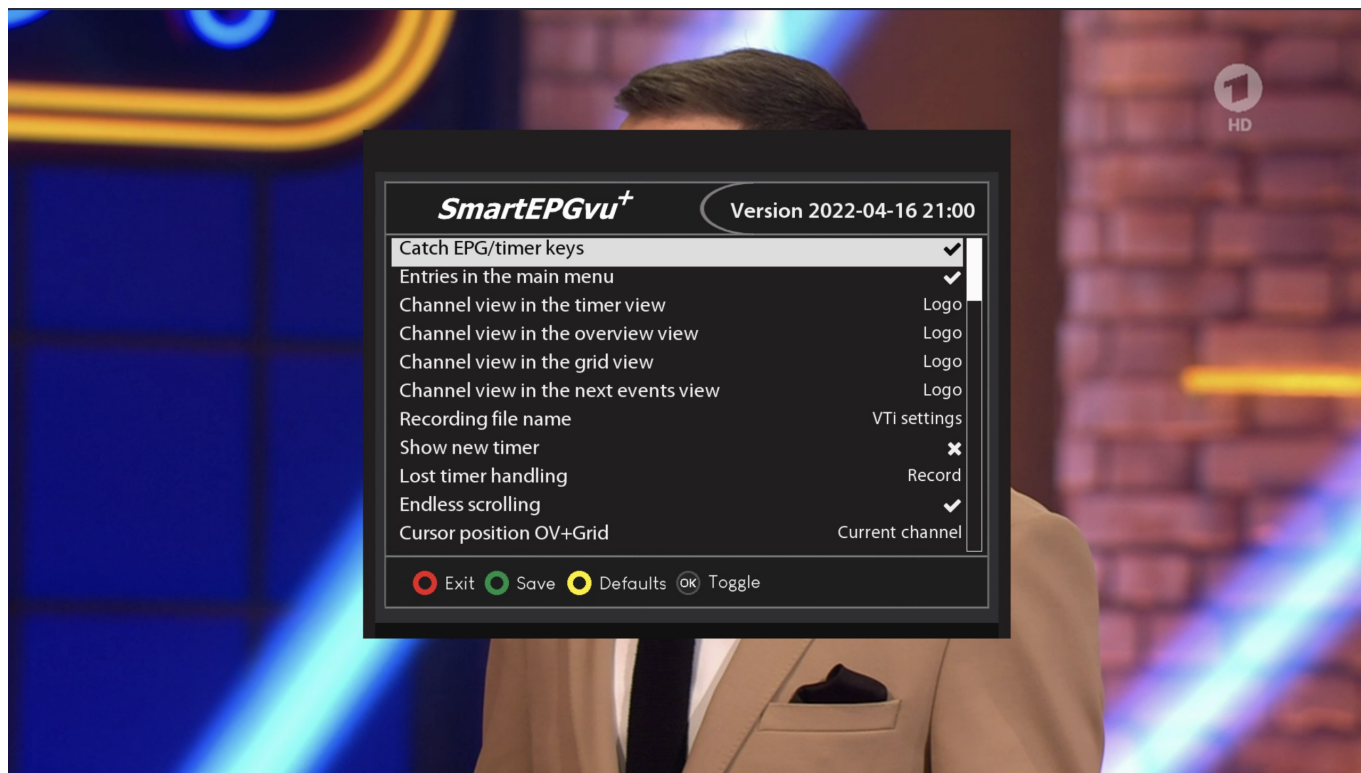 1
HD
SmartEPGvu+
Version 2022-04-16 21:00
Catch EPG/timer keys ✔
Entries in the main menu ✔
Channel view in the timer view Logo
Channel view in the overview view Logo
Channel view in the grid view Logo
Channel view in the next events view Logo
Recording file name VTi settings
Show new timer ✖
Lost timer handling Record
Endless scrolling ✔
Cursor position OV+Grid Current channel
Exit Save Defaults OK Toggle